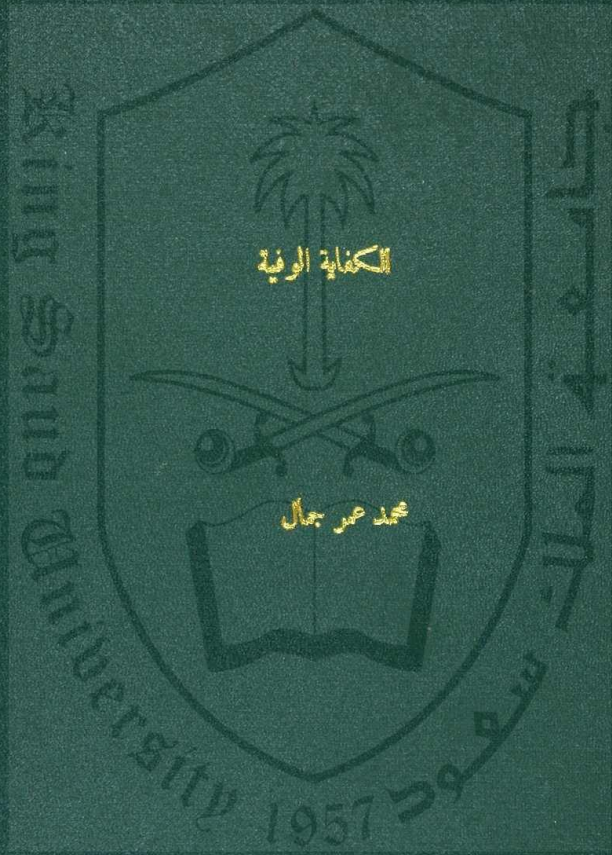 الكفاية الوفية
محمد عمر جمال
King Saud University
1957
جامعة الملك سعود